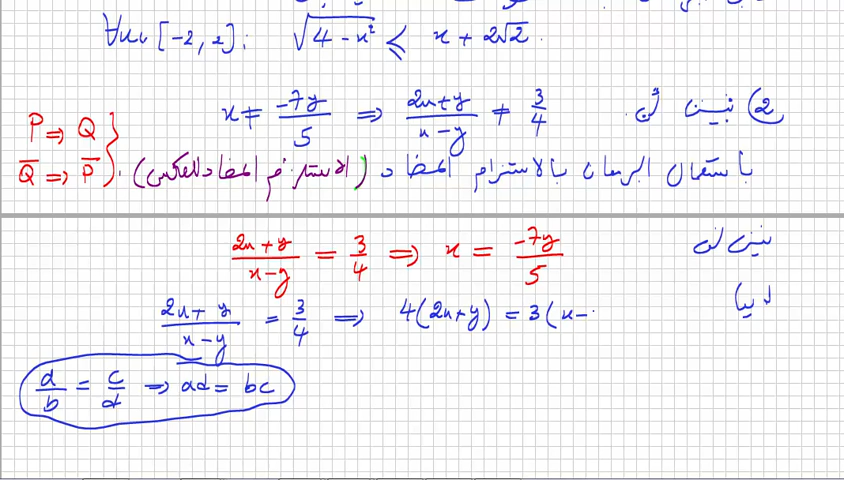 ∀x∈[-2,2]: √(4-x²) ≤ x + 2√2.
2) نبين أن x ≠ -7y/5 ⇒ (2x+y)/(x-y) ≠ 3/4
P ⇒ Q
باستعمال البرهان بالاستلزام المضاد (الاستلزام المضاد للعكس).
Q̅ ⇒ P̅
نبين أن (2x+y)/(x-y) = 3/4 ⇒ x = -7y/5
لدينا
(2x+y)/(x-y) = 3/4 ⇒ 4(2x+y) = 3(x-
a/b = c/d ⇒ ad = bc